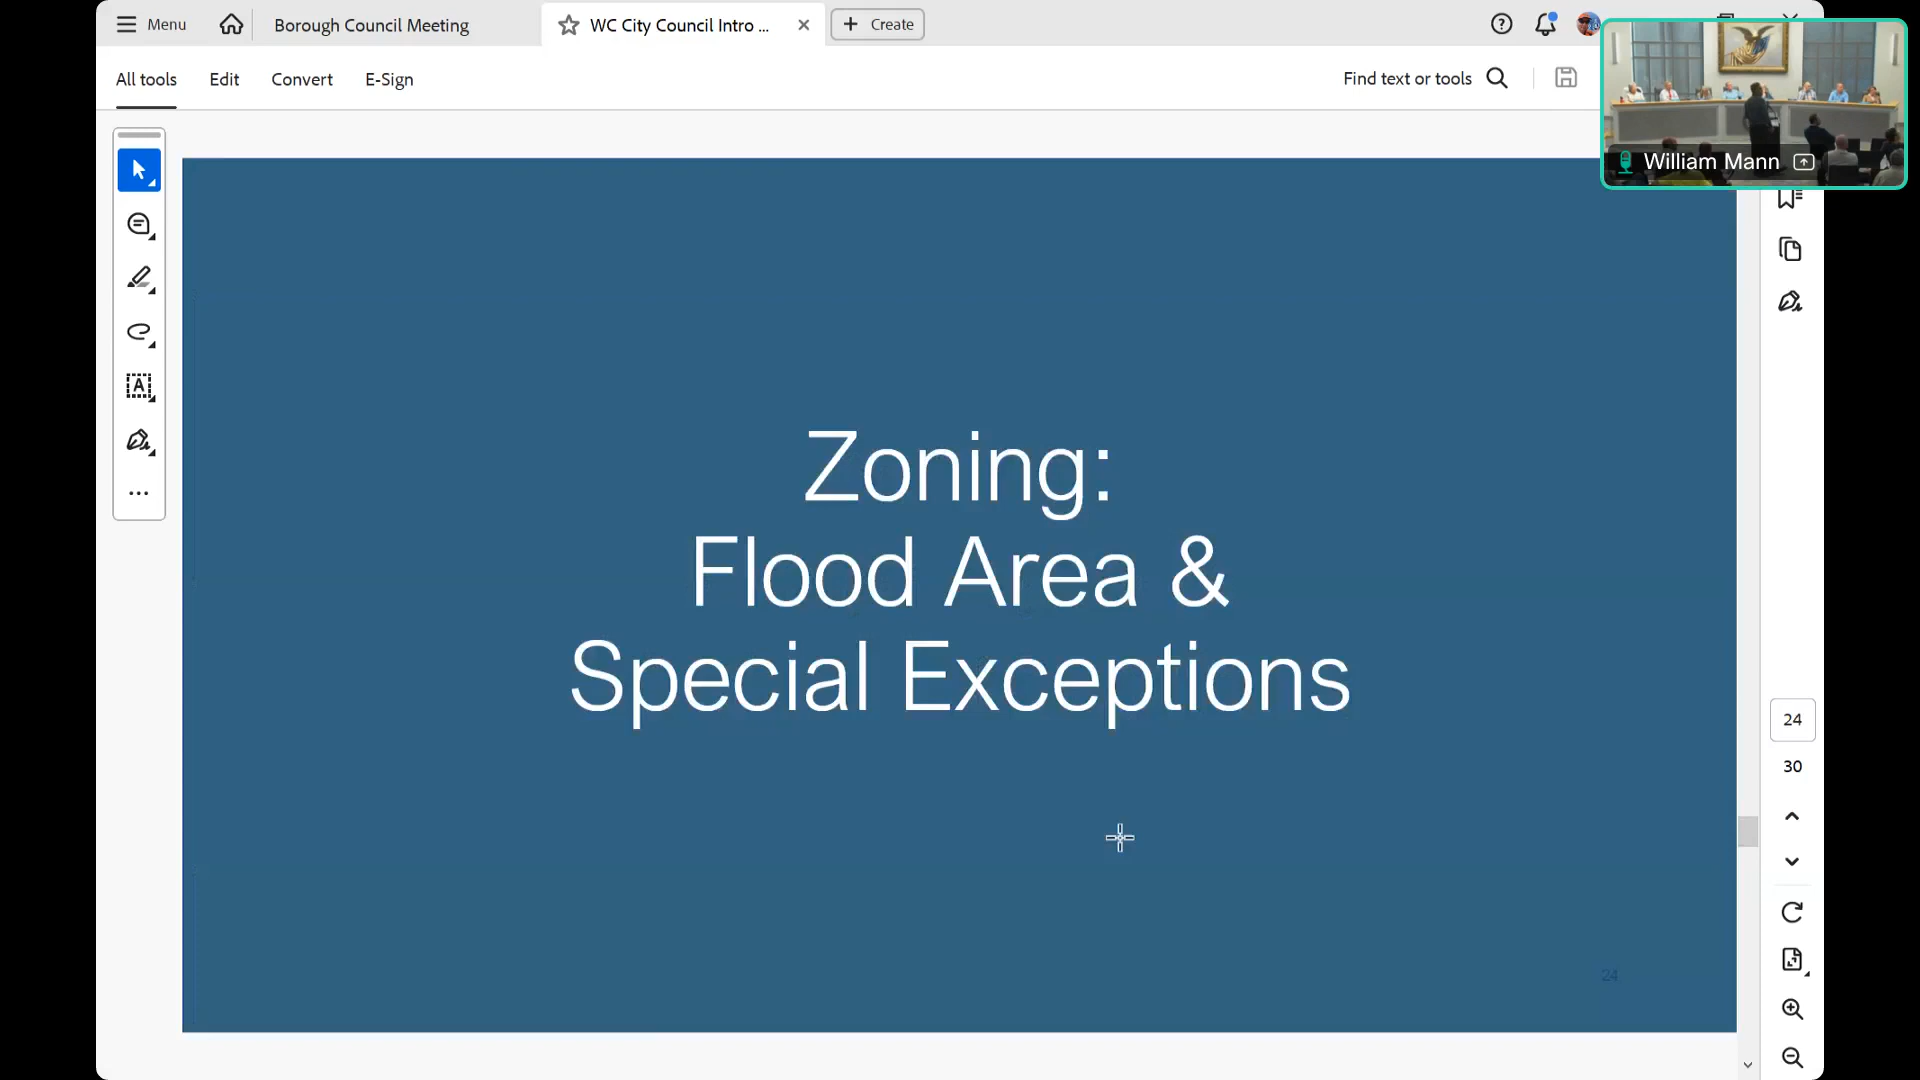 Menu
Borough Council Meeting
WC City Council Intro ...
Create
All tools
Edit
Convert
E-Sign
Find text or tools
William Mann
Zoning:
Flood Area &
Special Exceptions
24
24
30